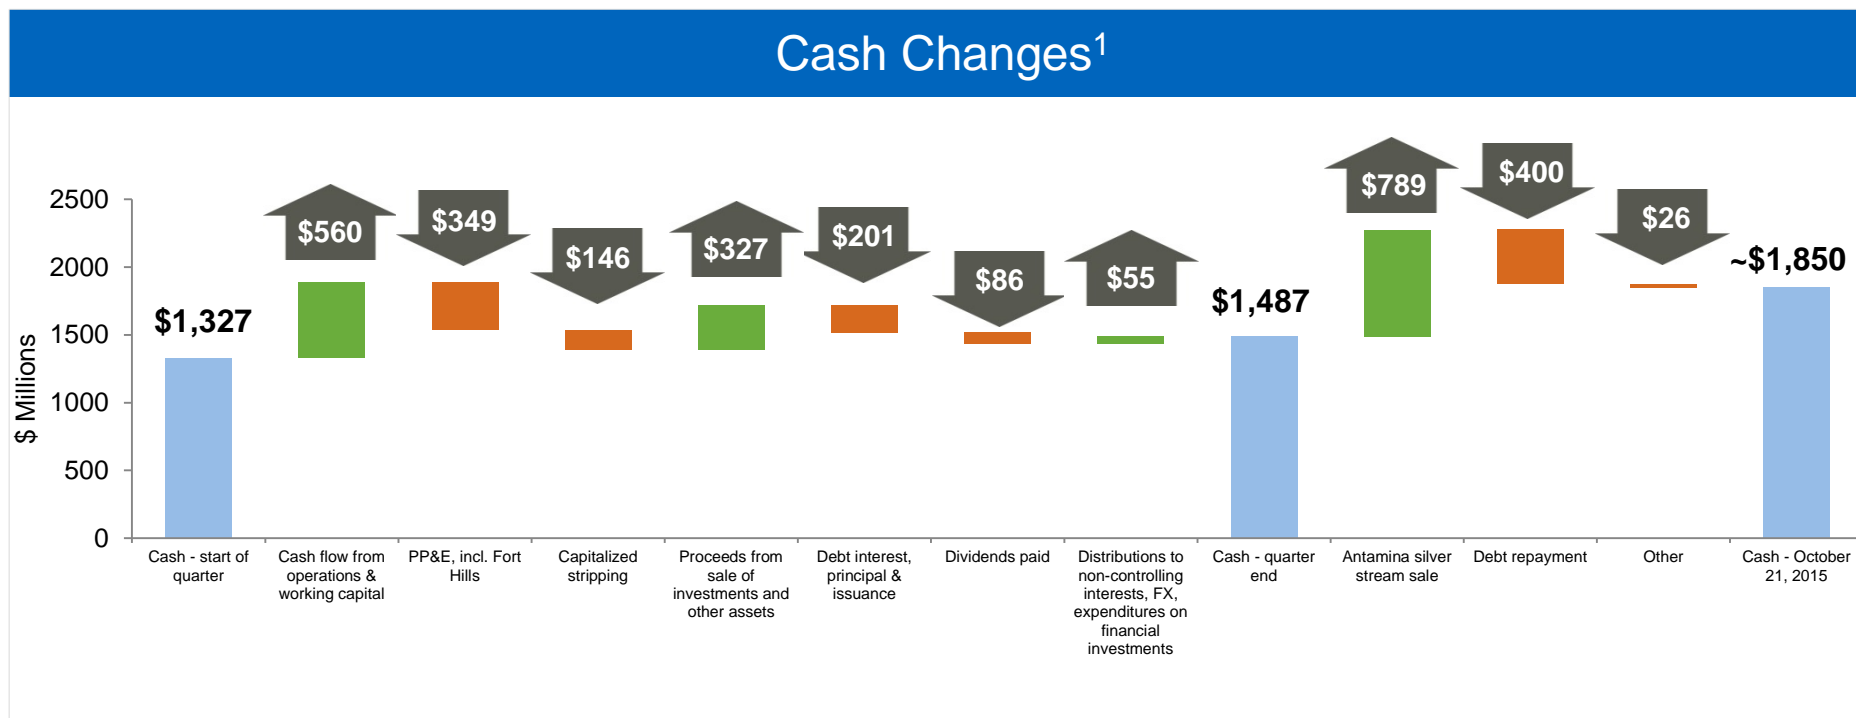 Cash Changes1
$ Millions
2500
2000
1500
1000
500
0
$1,327
$560
$349
$146
$327
$201
$86
$55
$1,487
$789
$400
$26
~$1,850
Cash - start of
quarter
Cash flow from
operations &
working capital
PP&E, incl. Fort
Hills
Capitalized
stripping
Proceeds from
sale of
investments and
other assets
Debt interest,
principal &
issuance
Dividends paid
Distributions to
non-controlling
interests, FX,
expenditures on
financial
investments
Cash - quarter
end
Antamina silver
stream sale
Debt repayment
Other
Cash - October
21, 2015